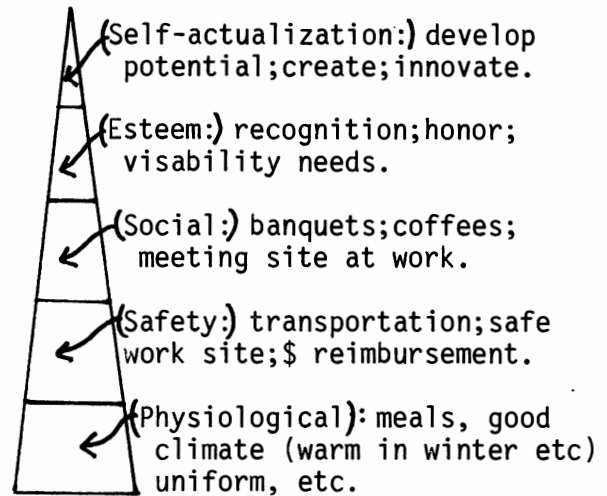 (Self-actualization:) develop
potential;create;innovate.
(Esteem:) recognition;honor;
visability needs.
(Social:) banquets;coffees;
meeting site at work.
(Safety:) transportation;safe
work site;$ reimbursement.
(Physiological): meals, good
climate (warm in winter etc)
uniform, etc.